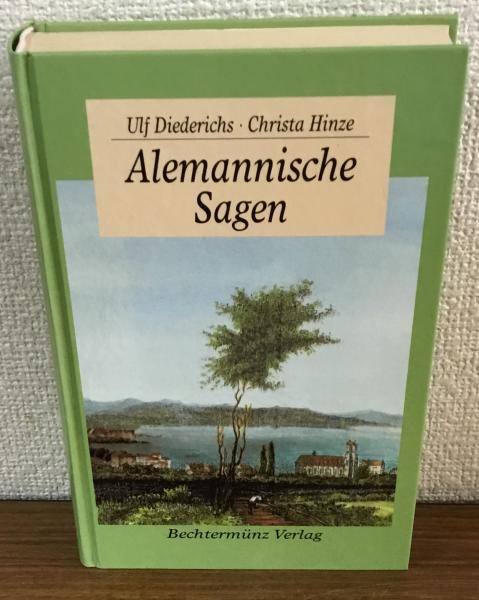 Ulf Diederichs · Christa Hinze
Alemannische
Sagen
Bechtermünz Verlag